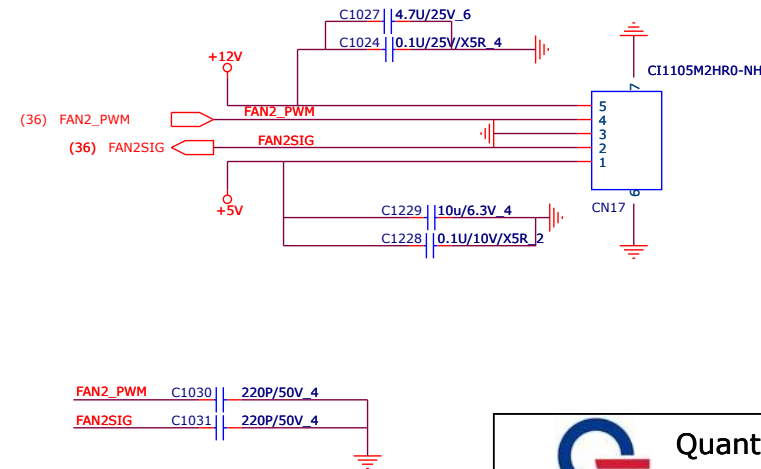 C1027 4.7U/25V_6
C1024 0.1U/25V/X5R_4
+12V
CI1105M2HR0-NH
7
FAN2_PWM
5
(36) FAN2_PWM
4
3
FAN2SIG
(36) FAN2SIG
2
1
6
+5V
C1229 10u/6.3V_4
CN17
C1228 0.1U/10V/X5R_2
FAN2_PWM C1030 220P/50V_4
FAN2SIG C1031 220P/50V_4
Quant